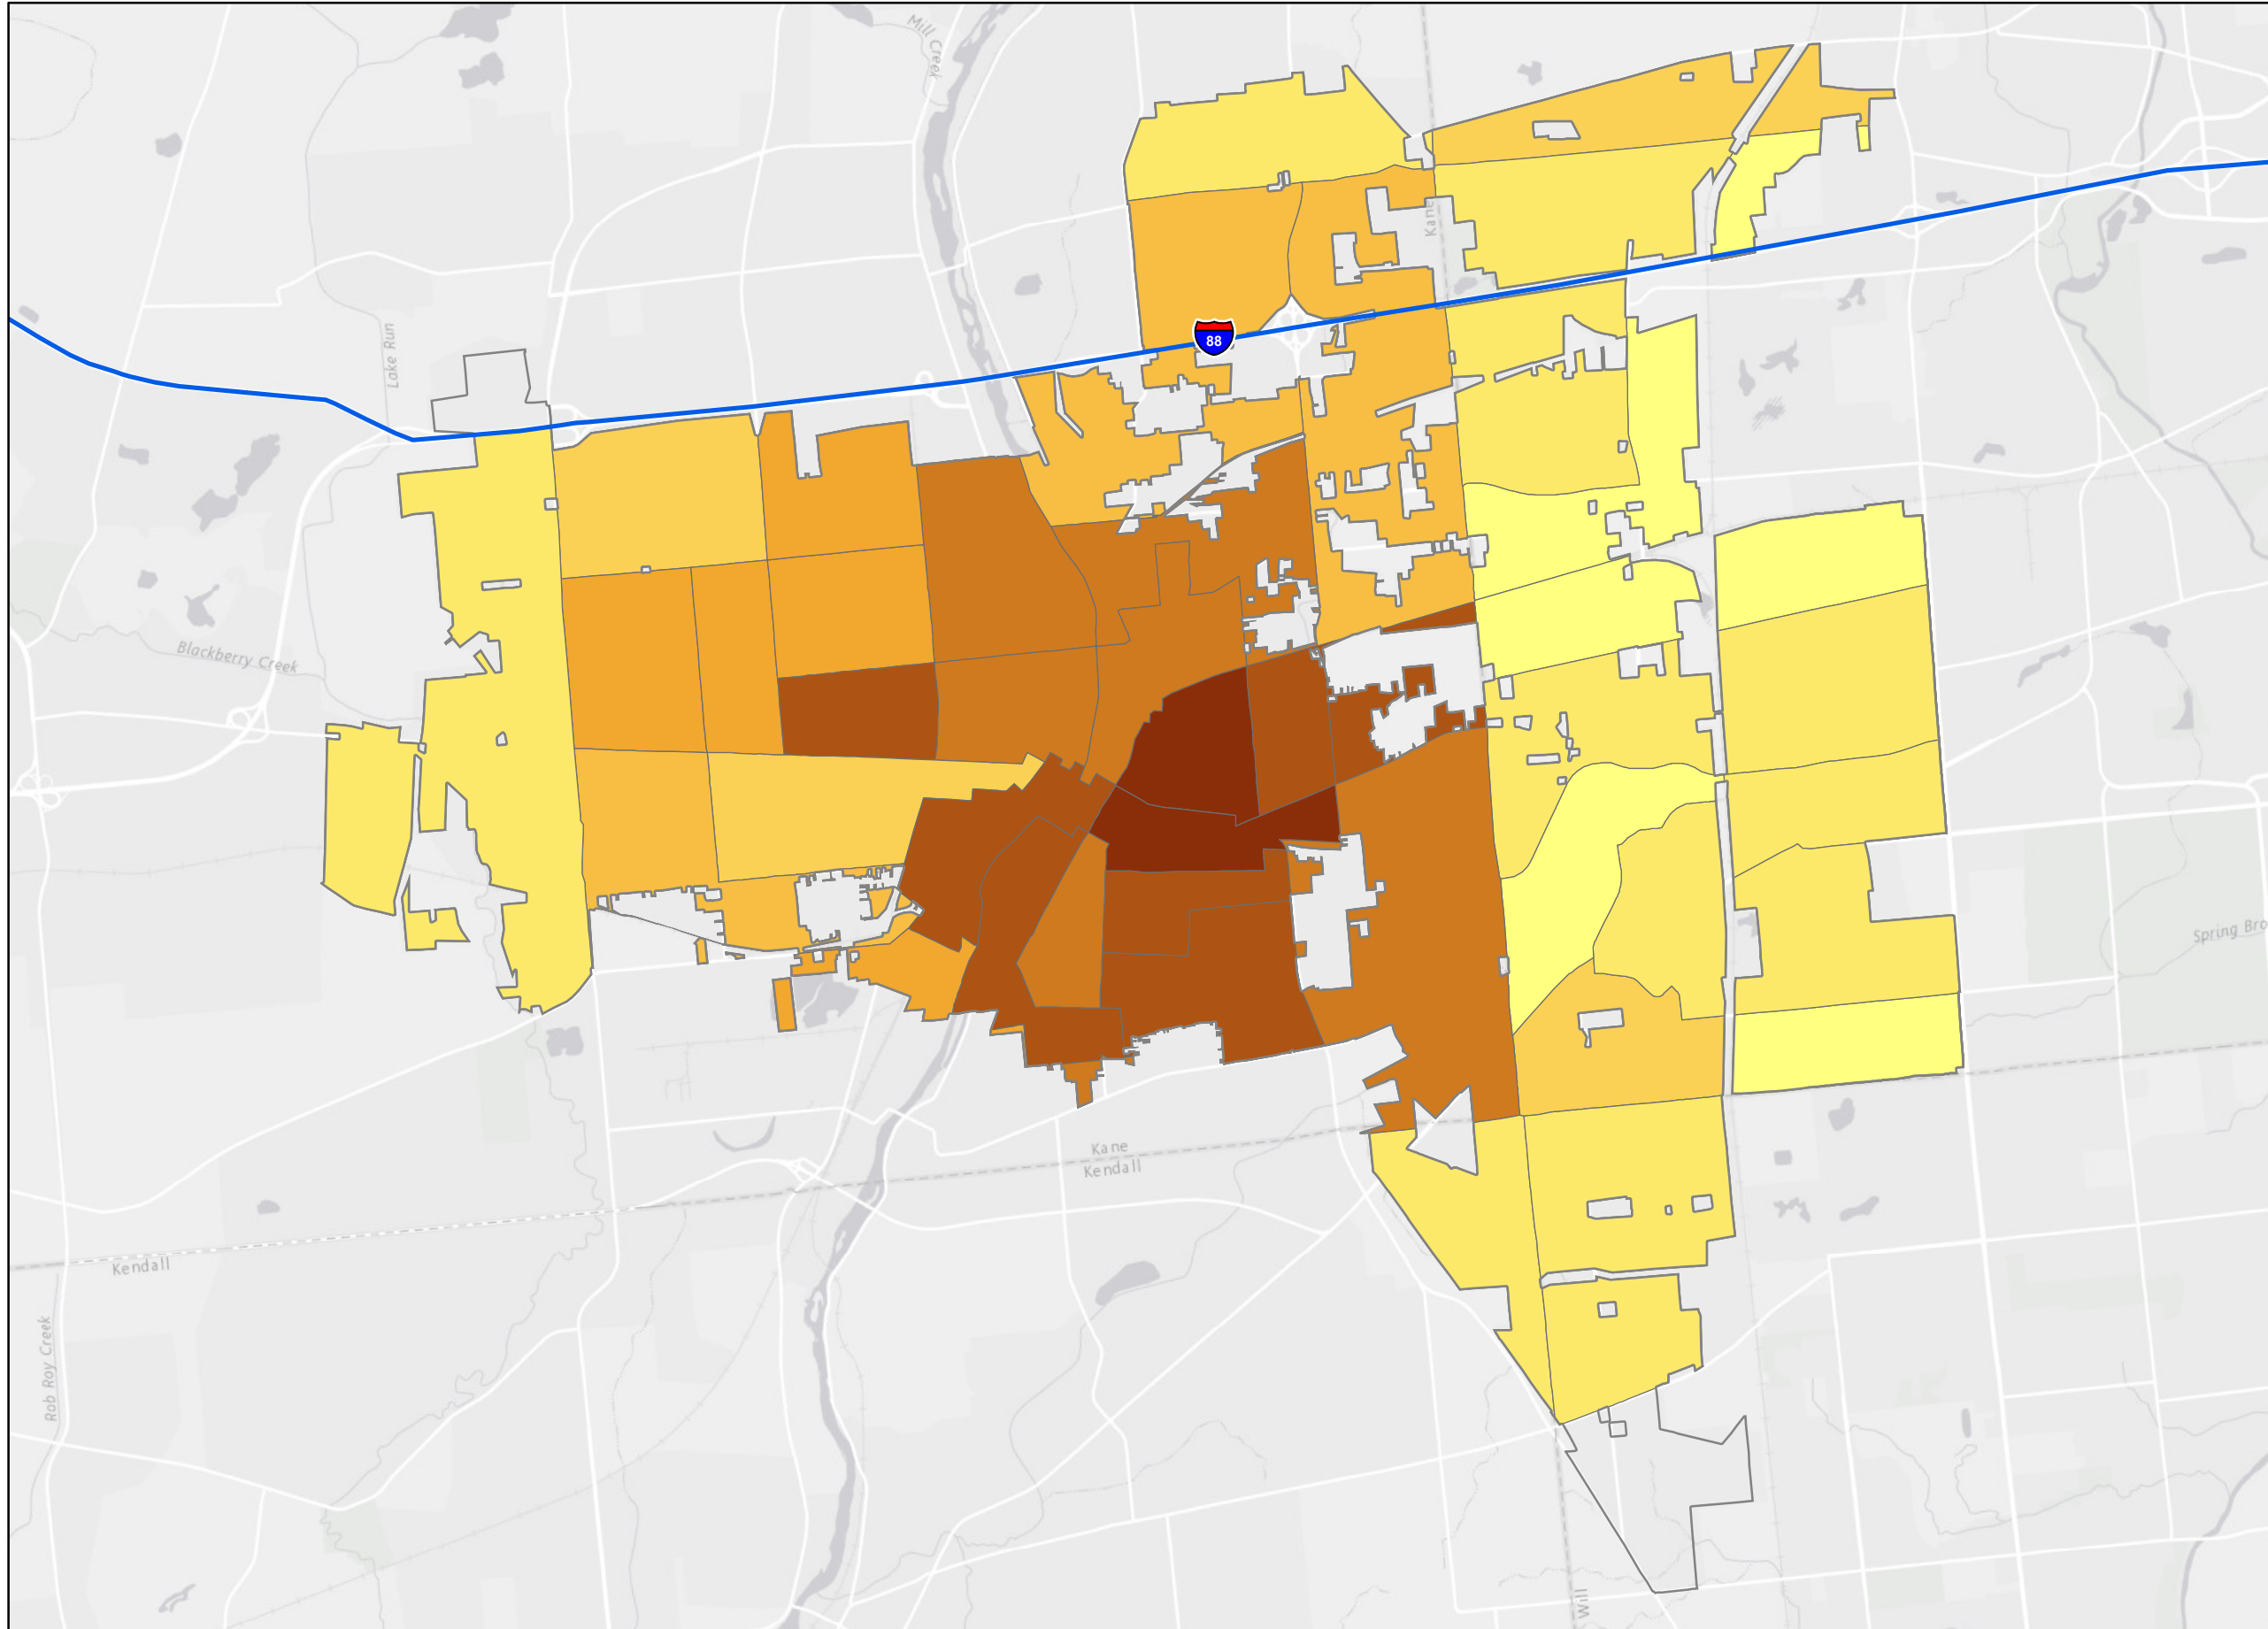 Mill Creek
Kane
88
Lake Run
Blackberry Creek
Spring Bro
Kane
Kendall
Kendall
Rob Roy Creek
Will